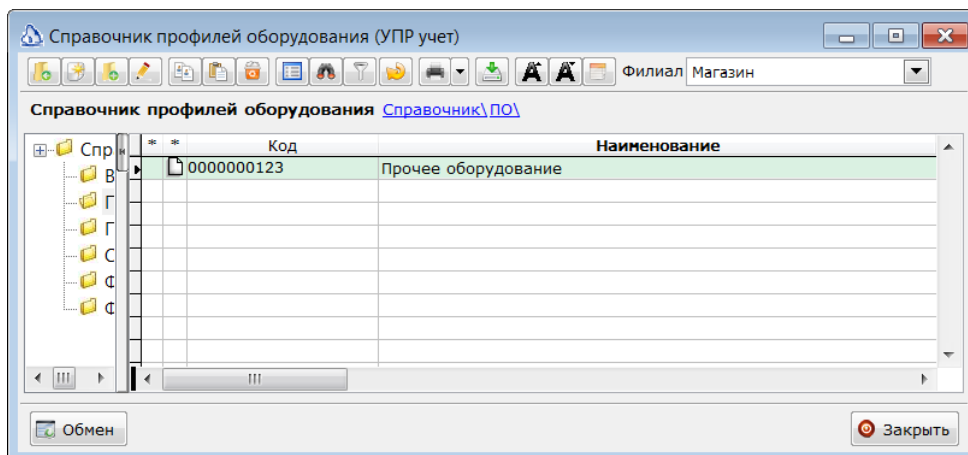 Справочник профилей оборудования (УПР учет)
Филиал Магазин
Справочник профилей оборудования Справочник\ПО\
Спр
В
Г
Г
С
Ф
Ф
* * Код Наименование
0000000123 Прочее оборудование
Обмен Закрыть